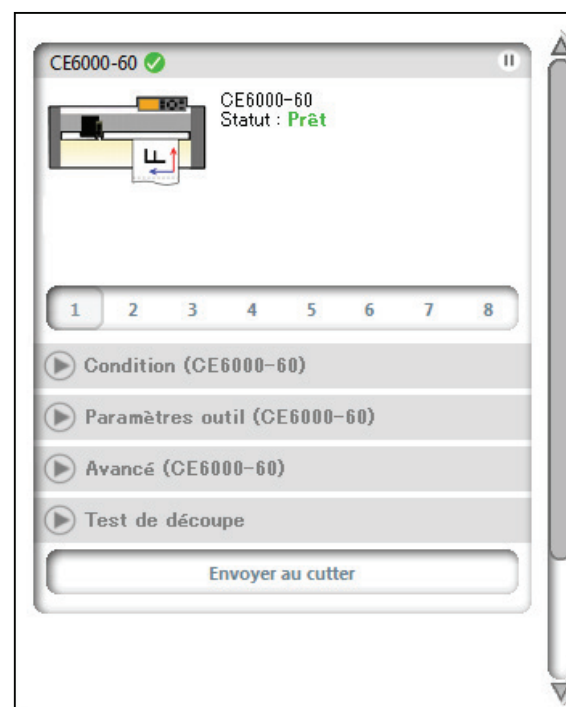 CE6000-60
CE6000-60
Statut : Prêt
F
1 2 3 4 5 6 7 8
Condition (CE6000-60)
Paramètres outil (CE6000-60)
Avancé (CE6000-60)
Test de découpe
Envoyer au cutter